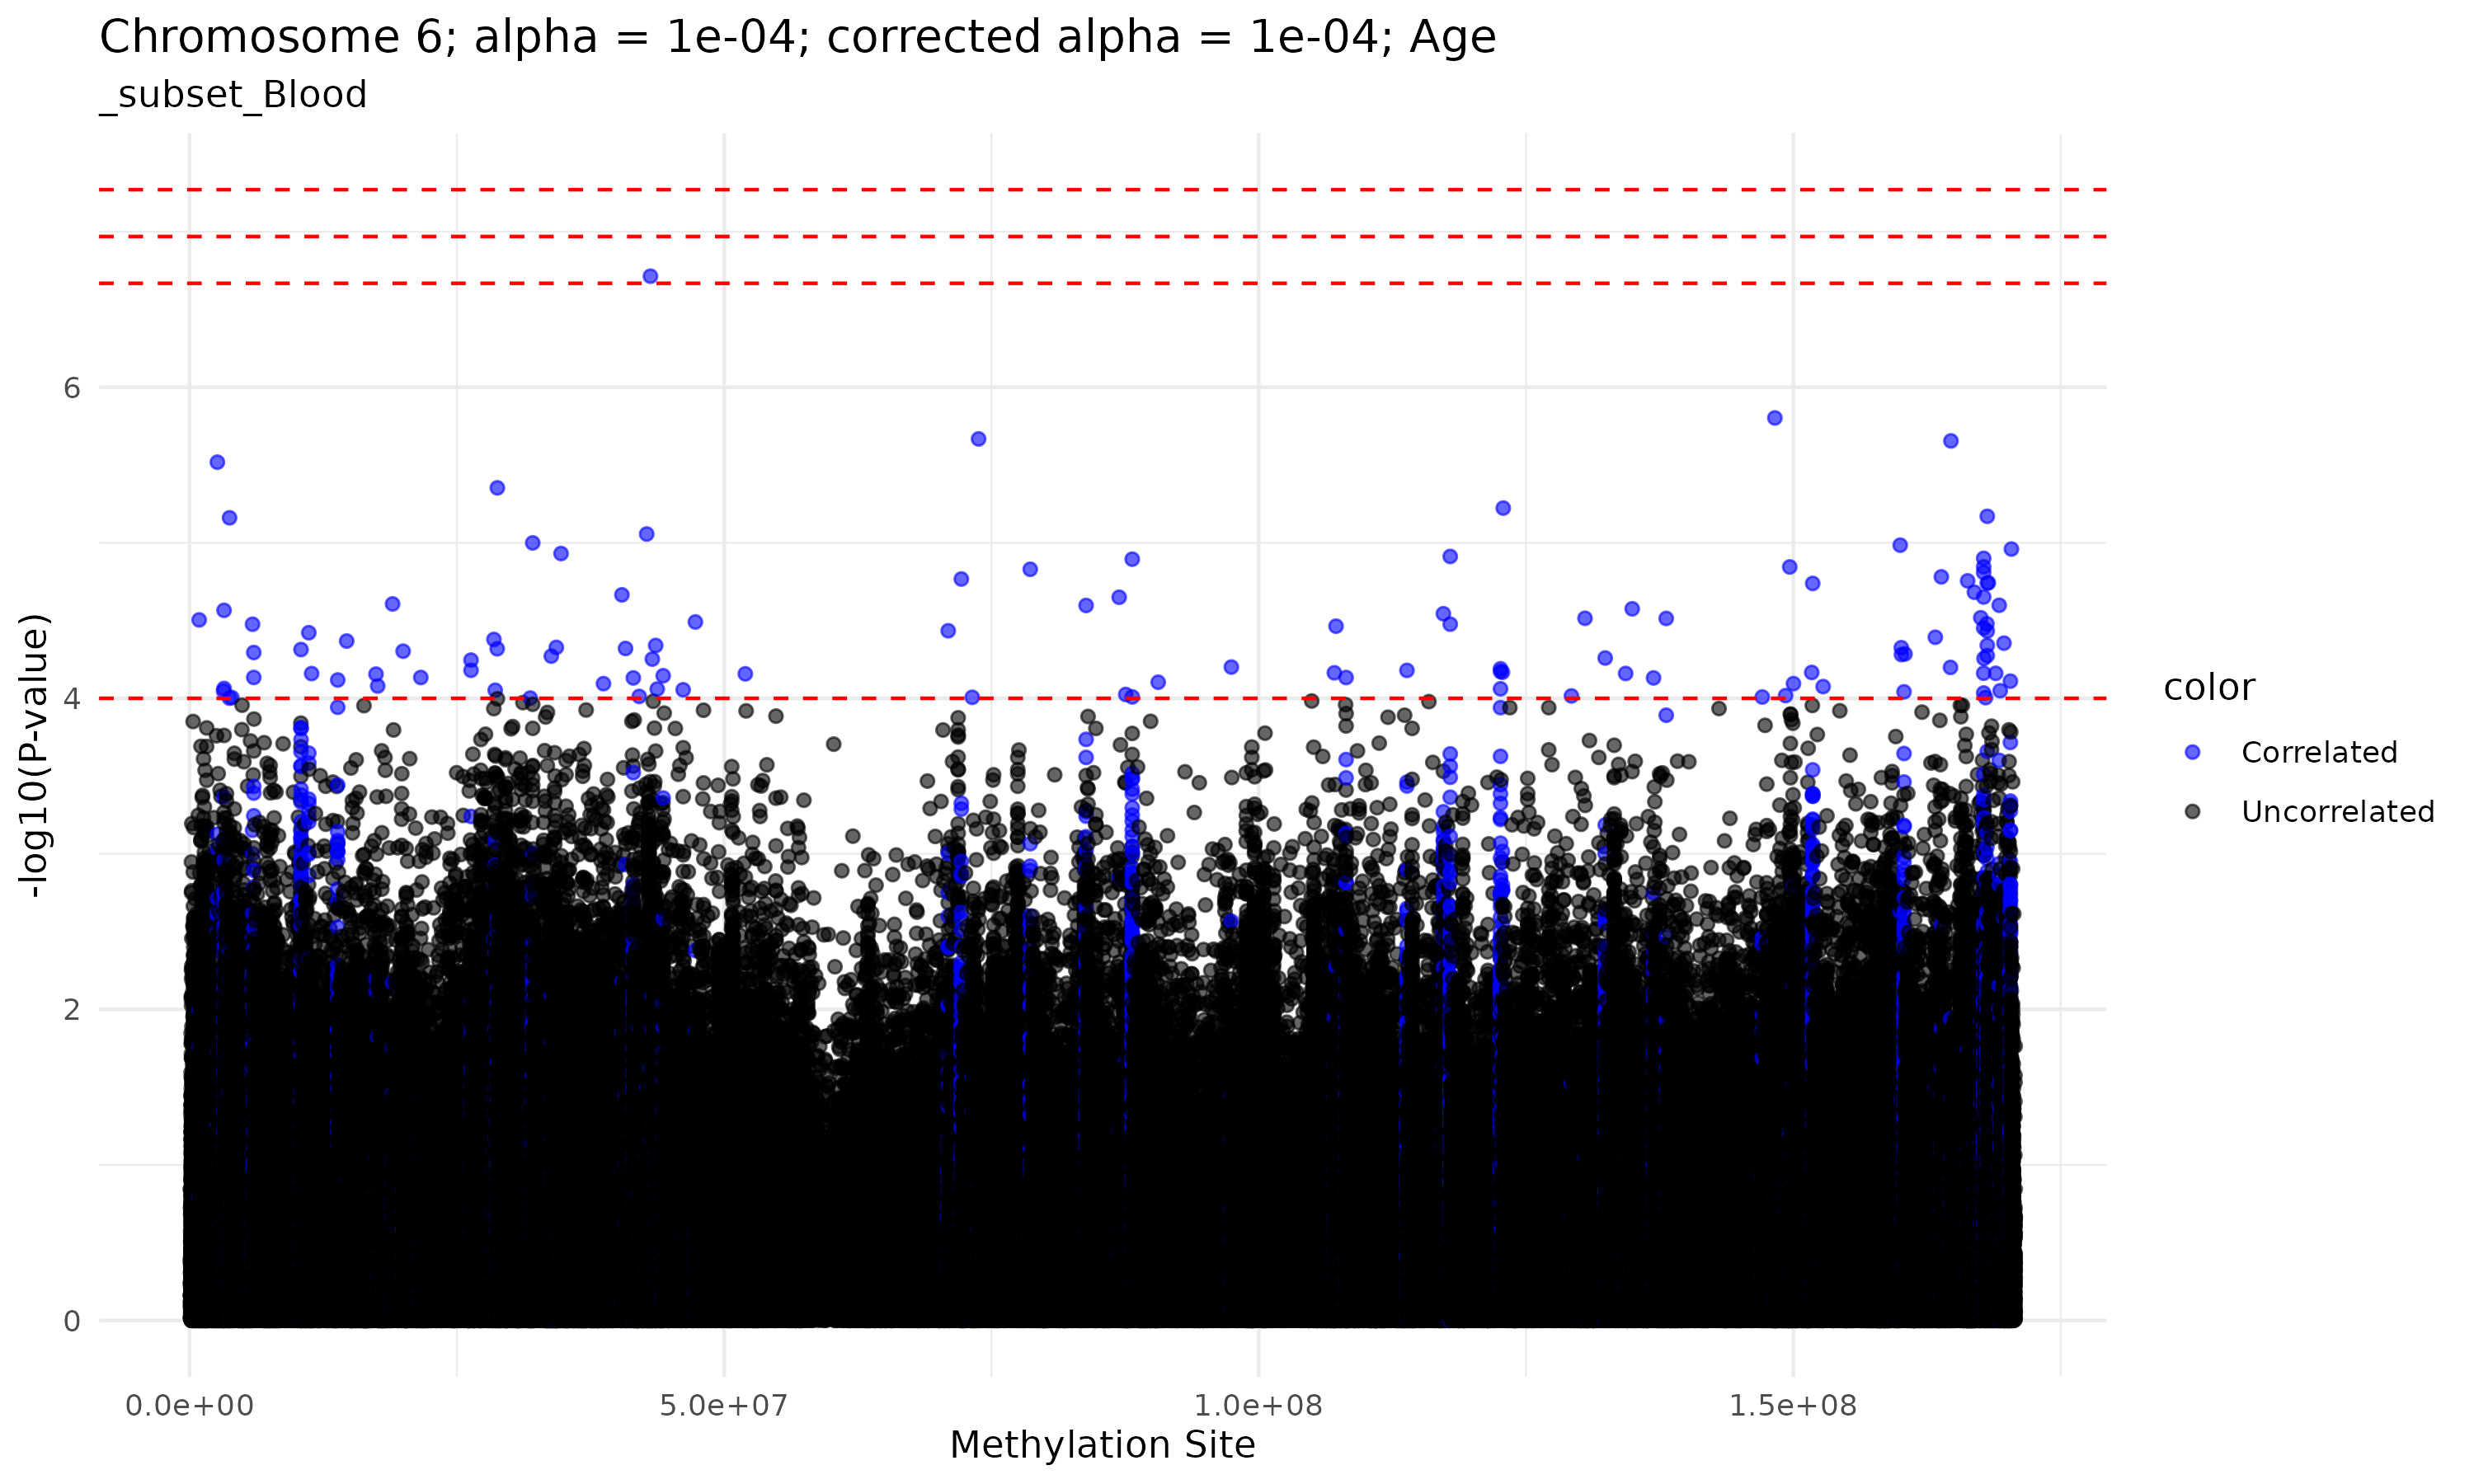 Chromosome 6; alpha = 1e-04; corrected alpha = 1e-04; Age
_subset_Blood
-log10(P-value)
6
4
2
0
0.0e+00 5.0e+07 1.0e+08 1.5e+08
Methylation Site
color
Correlated
Uncorrelated